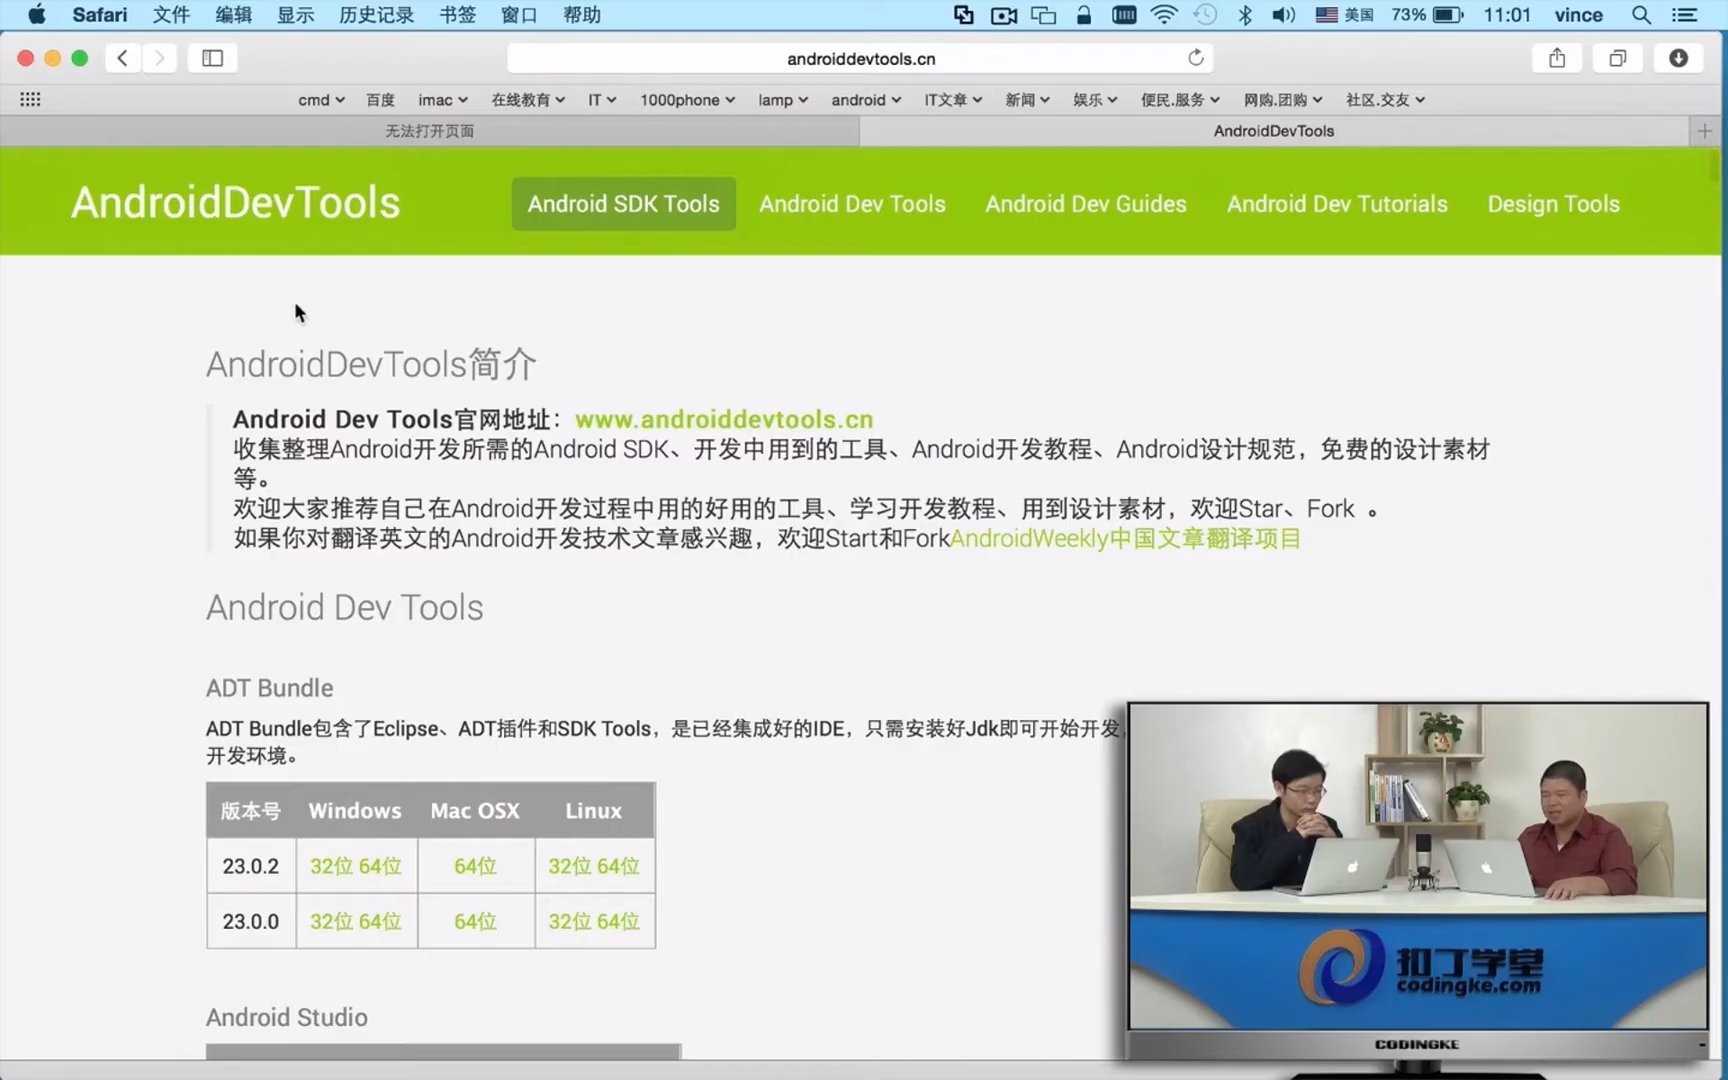 Safari 文件 编辑 显示 历史记录 书签 窗口 帮助 美国 73% 11:01 vince
androiddevtools.cn
cmd 百度 imac 在线教育 IT 1000phone lamp android IT文章 新闻 娱乐 便民.服务 网购.团购 社区.交友
无法打开页面 AndroidDevTools
AndroidDevTools Android SDK Tools Android Dev Tools Android Dev Guides Android Dev Tutorials Design Tools
AndroidDevTools简介
Android Dev Tools官网地址：www.androiddevtools.cn
收集整理Android开发所需的Android SDK、开发中用到的工具、Android开发教程、Android设计规范，免费的设计素材
等。
欢迎大家推荐自己在Android开发过程中用的好用的工具、学习开发教程、用到设计素材，欢迎Star、Fork 。
如果你对翻译英文的Android开发技术文章感兴趣，欢迎Start和ForkAndroidWeekly中国文章翻译项目
Android Dev Tools
ADT Bundle
ADT Bundle包含了Eclipse、ADT插件和SDK Tools，是已经集成好的IDE，只需安装好Jdk即可开始开发，
开发环境。
版本号 Windows Mac OSX Linux
23.0.2 32位 64位 64位 32位 64位
23.0.0 32位 64位 64位 32位 64位
Android Studio
扣丁学堂
codingke.com
CODINGKE